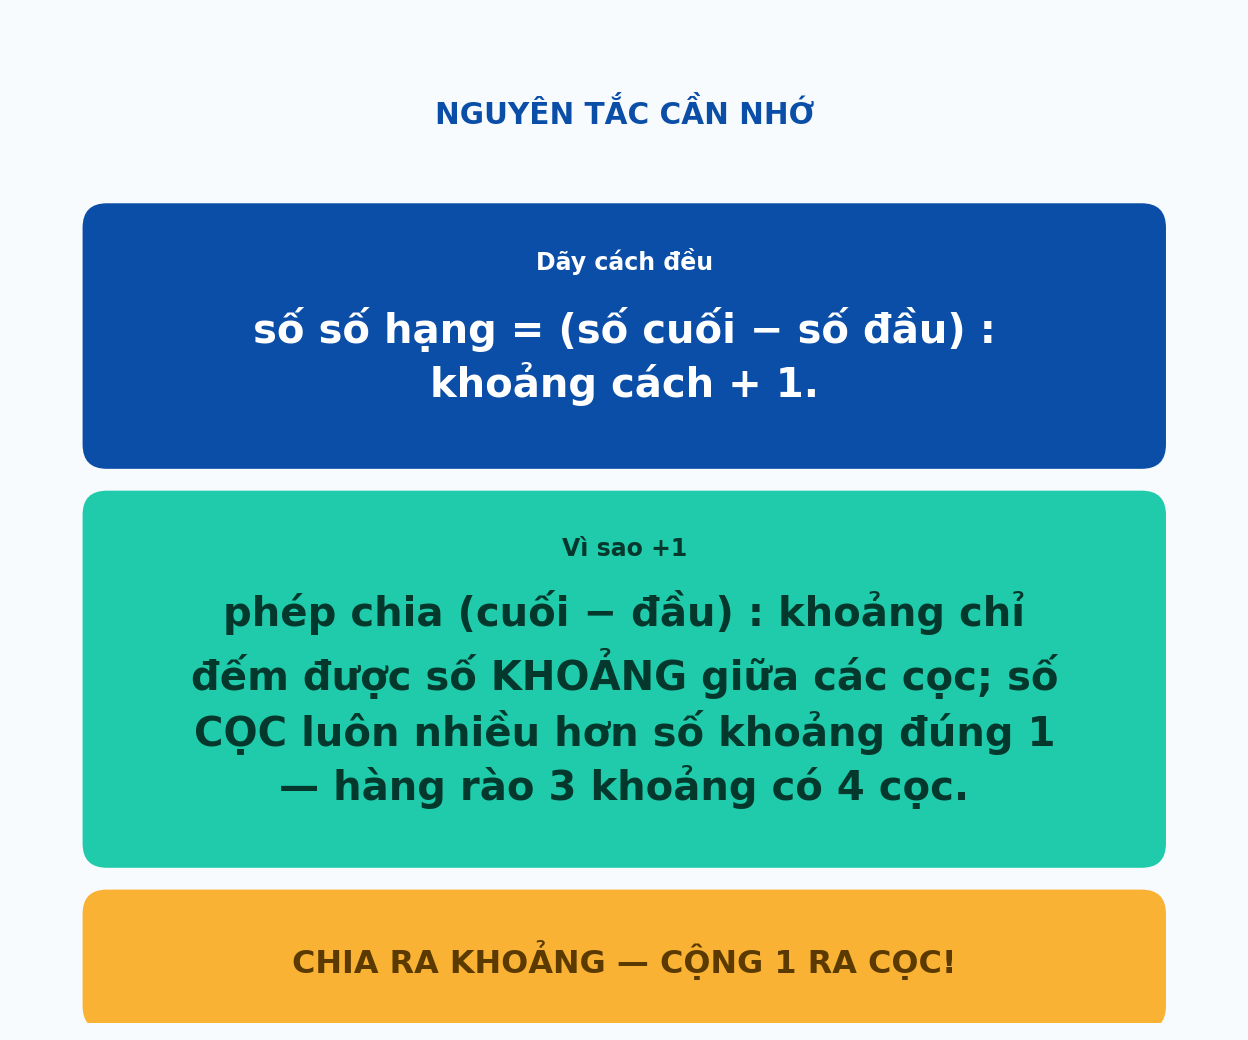 NGUYÊN TẮC CẦN NHỚ
Dãy cách đều
số số hạng = (số cuối − số đầu) :
khoảng cách + 1.
Vì sao +1
phép chia (cuối − đầu) : khoảng chỉ
đếm được số KHOẢNG giữa các cọc; số
CỌC luôn nhiều hơn số khoảng đúng 1
— hàng rào 3 khoảng có 4 cọc.
CHIA RA KHOẢNG — CỘNG 1 RA CỌC!